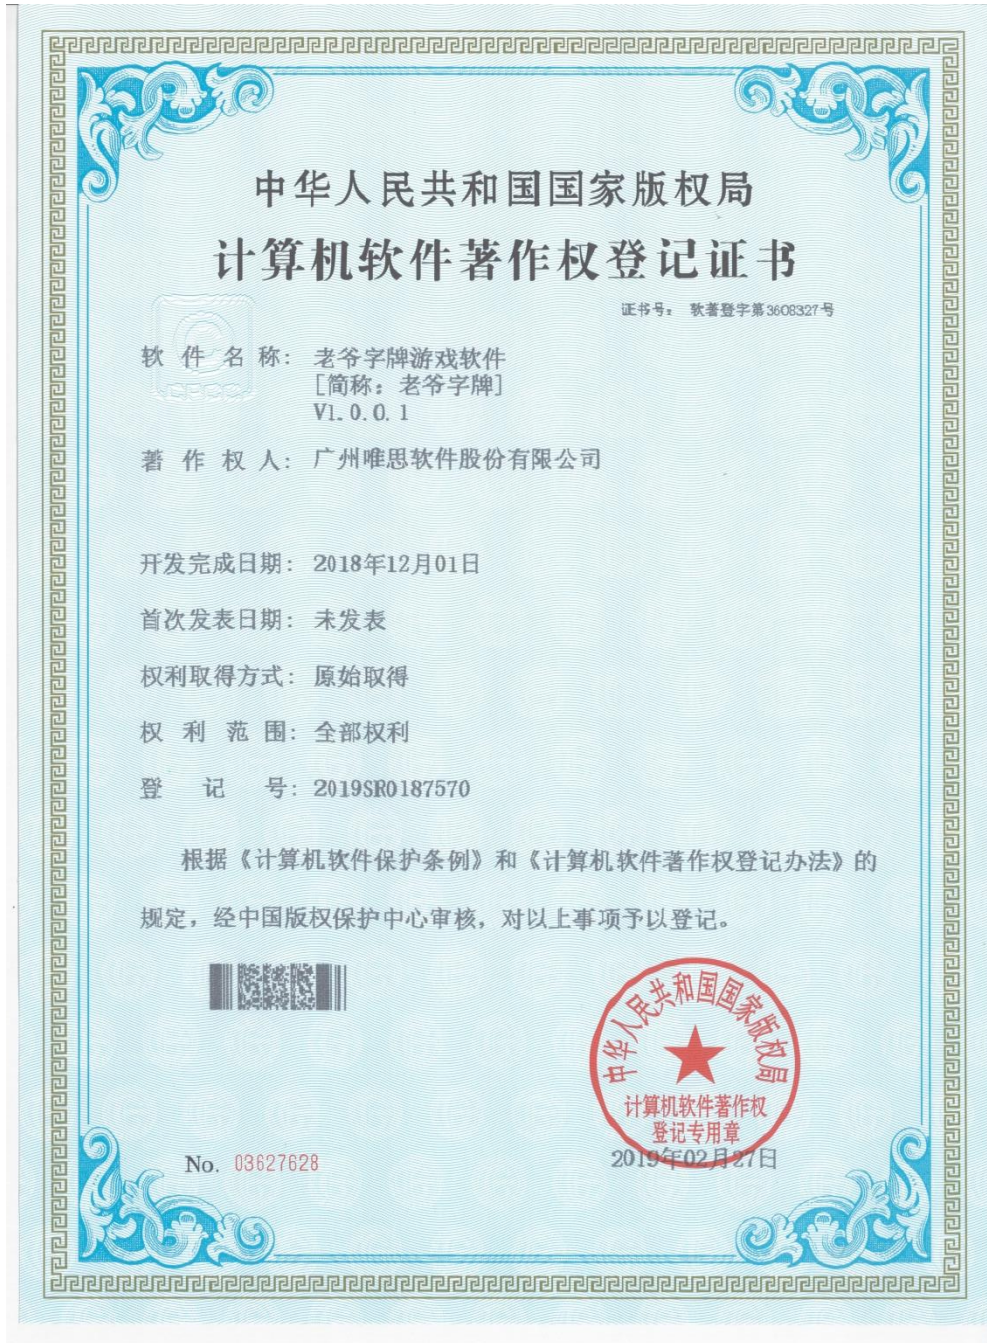 中华人民共和国国家版权局
计算机软件著作权登记证书
证书号： 软著登字第3608327号
CPCC
软件名称： 老爷字牌游戏软件
[简称：老爷字牌]
V1.0.0.1
著作权人： 广州唯思软件股份有限公司
开发完成日期： 2018年12月01日
首次发表日期： 未发表
权利取得方式： 原始取得
权利范围： 全部权利
登记号： 2019SR0187570
根据《计算机软件保护条例》和《计算机软件著作权登记办法》的
规定，经中国版权保护中心审核，对以上事项予以登记。
中华人民共和国国家版权局
计算机软件著作权
登记专用章
No. 03627628
2019年02月27日